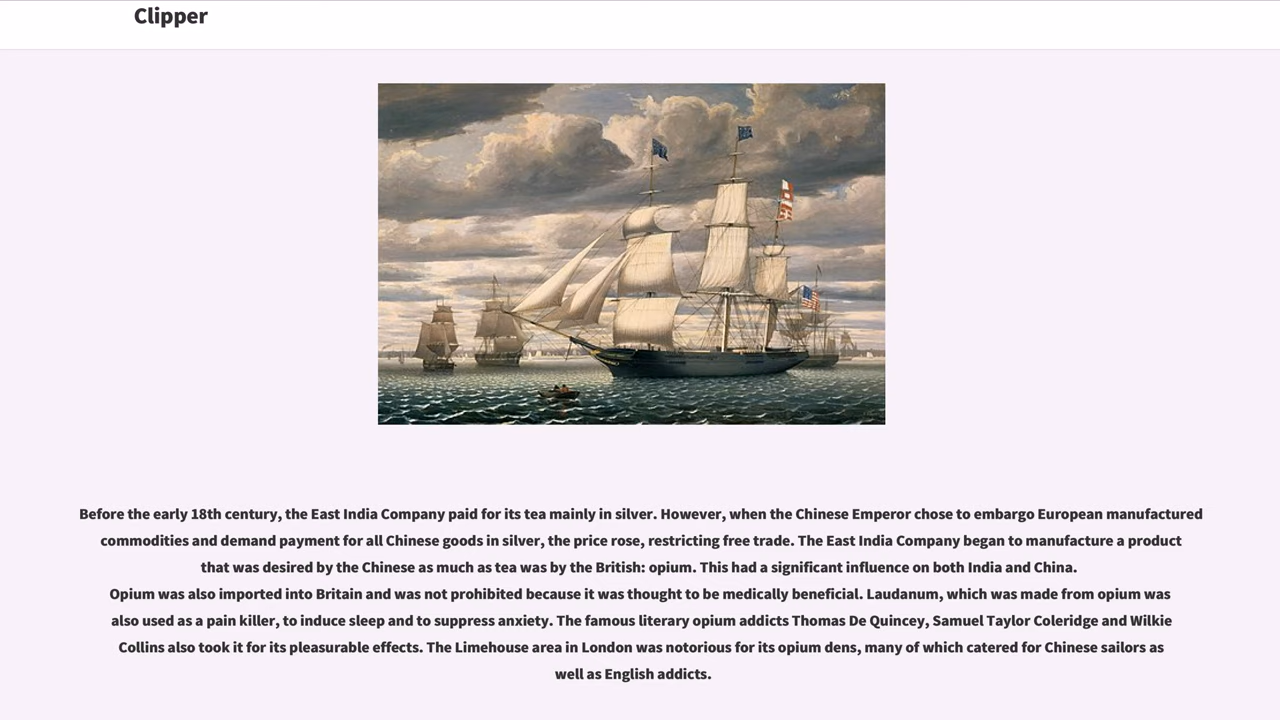 Clipper
Before the early 18th century, the East India Company paid for its tea mainly in silver. However, when the Chinese Emperor chose to embargo European manufactured
commodities and demand payment for all Chinese goods in silver, the price rose, restricting free trade. The East India Company began to manufacture a product
that was desired by the Chinese as much as tea was by the British: opium. This had a significant influence on both India and China.
Opium was also imported into Britain and was not prohibited because it was thought to be medically beneficial. Laudanum, which was made from opium was
also used as a pain killer, to induce sleep and to suppress anxiety. The famous literary opium addicts Thomas De Quincey, Samuel Taylor Coleridge and Wilkie
Collins also took it for its pleasurable effects. The Limehouse area in London was notorious for its opium dens, many of which catered for Chinese sailors as
well as English addicts.